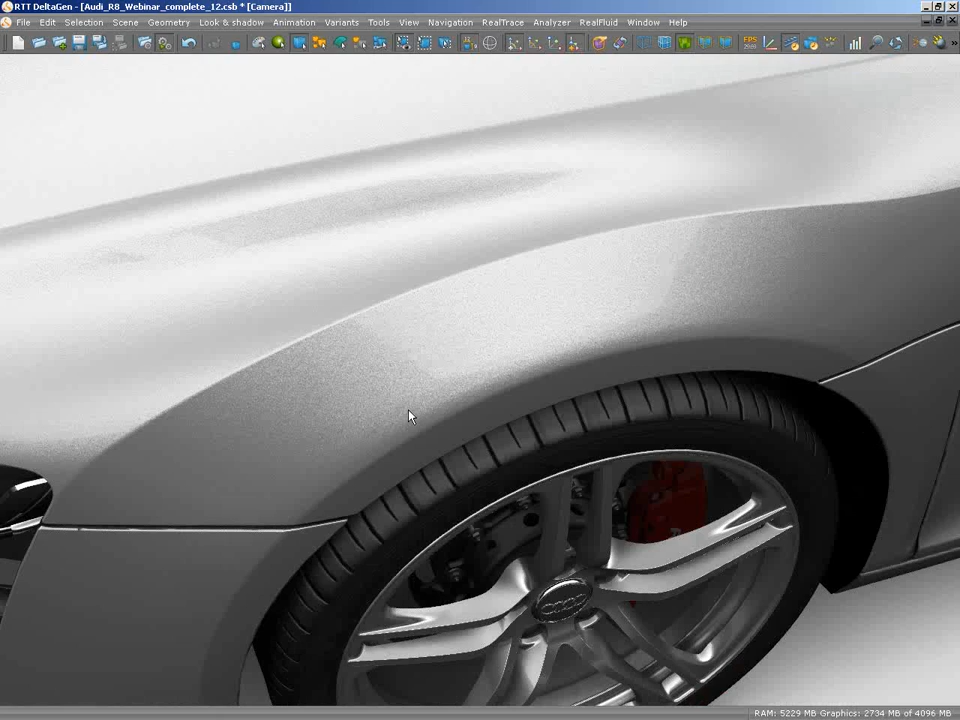 RTT DeltaGen - [Audi_R8_Webinar_complete_12.csb * [Camera]]
File Edit Scene Geometry Look & shadow Animation Variants Tools View Navigation RealTrace Analyzer RealFluid Window Help
FPS
»
RAM: 5229 MB Graphics: 2734 MB of 4096 MB